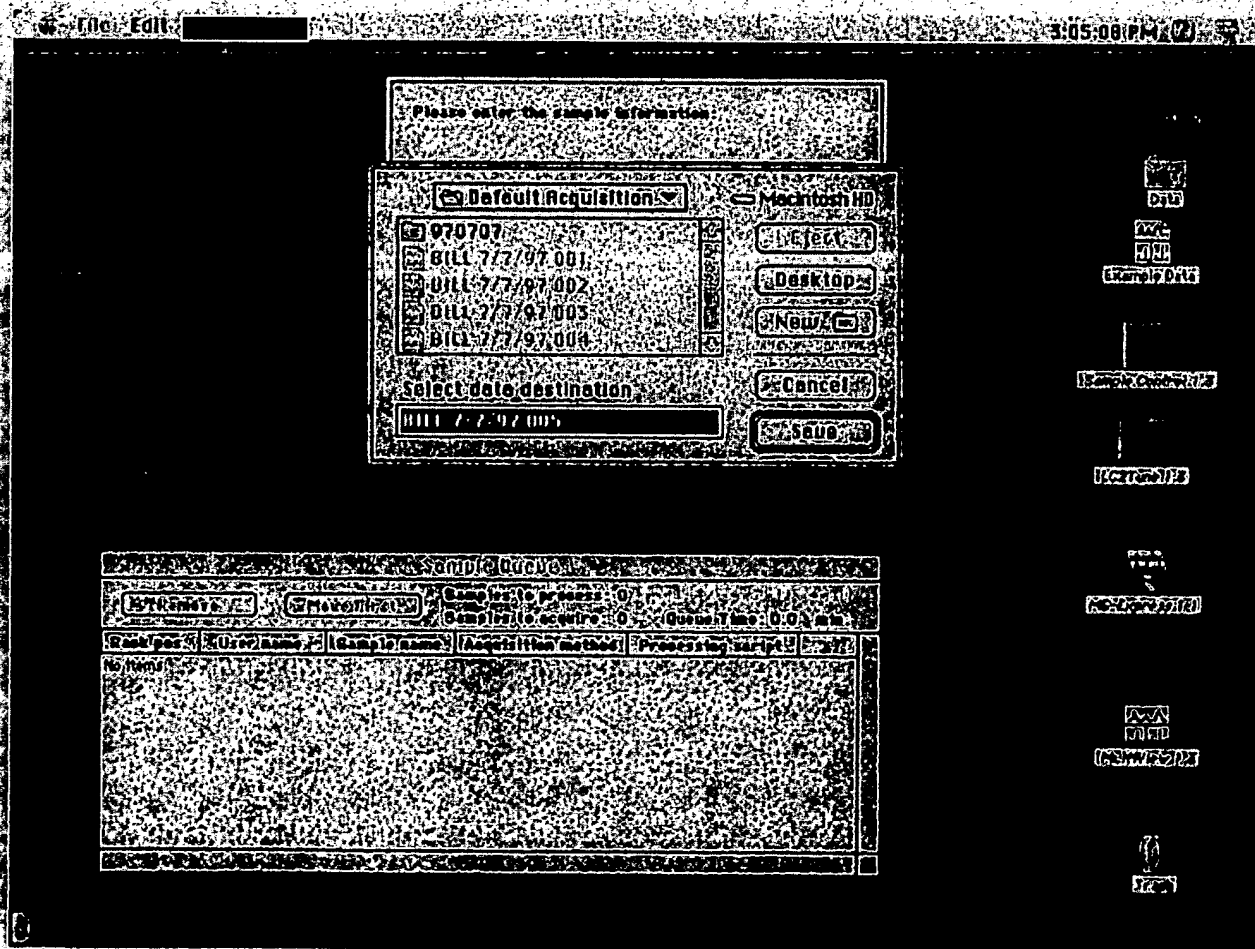 File Edit
3:05:08 PM
Please enter the sample information
Default Acquisition
Macintosh HD
970707
BILL 7/7/97 001
BILL 7/7/97 002
BILL 7/7/97 003
BILL 7/7/97 004
Eject
Desktop
New
Cancel
Save
Select data destination
BILL 7/7/97 005
Data
Example Data
Sample Queue
Remove
Move First
Samples to process: 0
Samples to acquire: 0
Queue Time: 0.0 min
User name
Sample name
Acquisition method
Processing script
No items
Trash